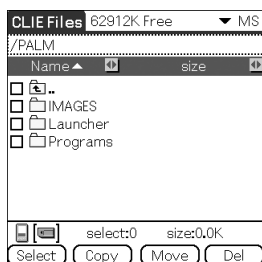 CLIE Files 62912K Free MS
/PALM
Name size
..
IMAGES
Launcher
Programs
select:0 size:0.0K
Select Copy Move Del